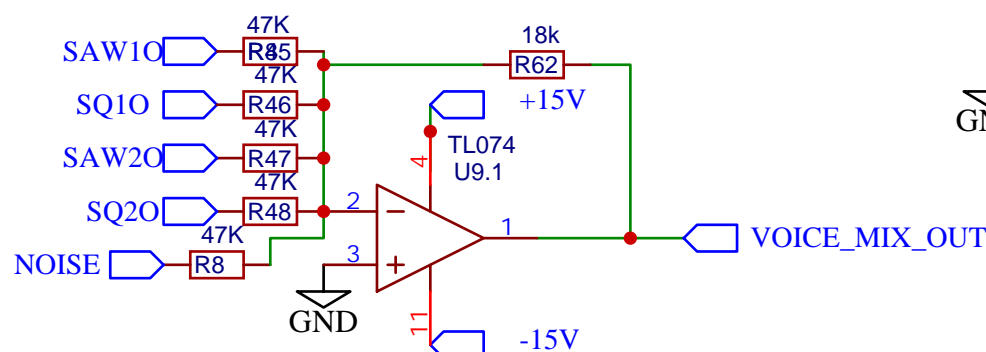 47K
SAW1O
47K
R46
SQ1O
47K
R47
SAW2O
47K
R48
SQ2O
47K
R8
NOISE
18k
R62
+15V
TL074
U9.1
4
2
3
1
11
GND
-15V
VOICE_MIX_OUT